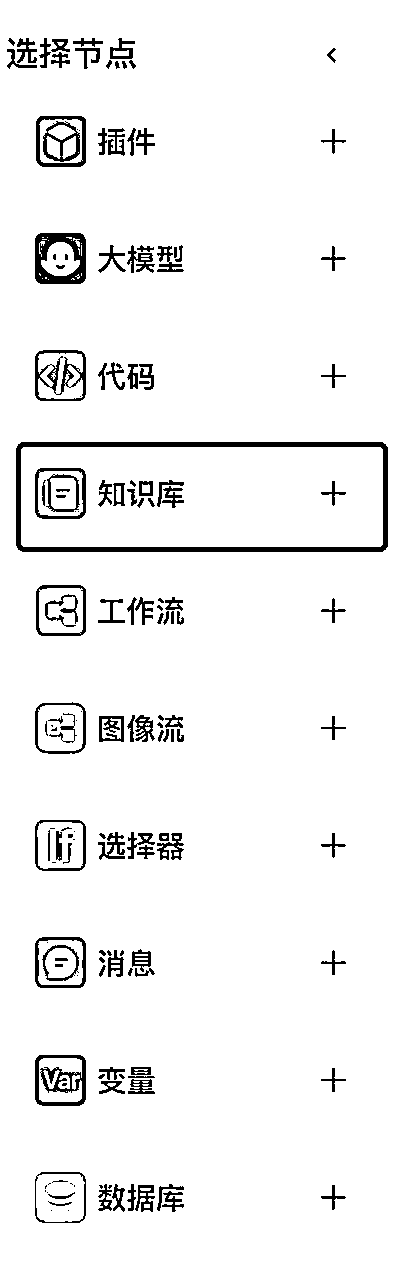 选择节点
插件
大模型
代码
知识库
工作流
图像流
If 选择器
消息
Var 变量
数据库